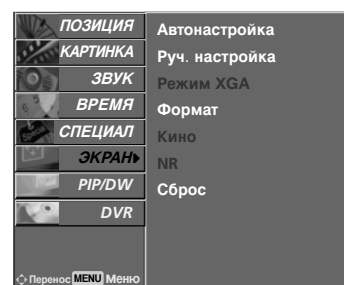 ПОЗИЦИЯ
КАРТИНКА
ЗВУК
ВРЕМЯ
СПЕЦИАЛ
ЭКРАН
PIP/DW
DVR
Перенос MENU Меню
Автонастройка
Руч. настройка
Режим XGA
Формат
Кино
NR
Сброс